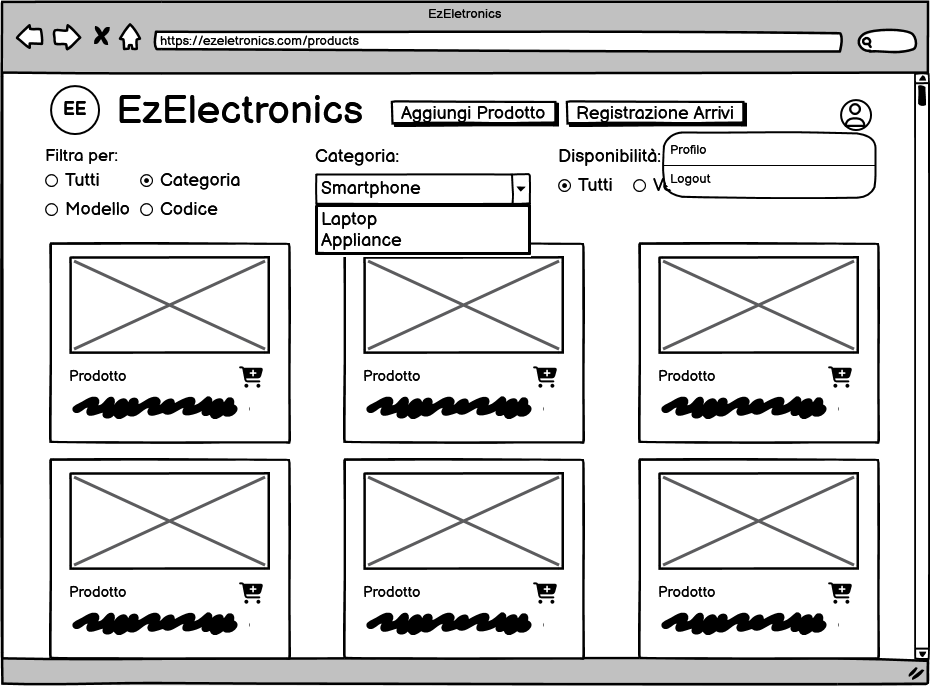 EzEletronics
https://ezeletronics.com/products
EE
EzElectronics
Aggiungi Prodotto
Registrazione Arrivi
Profilo
Logout
Filtra per:
Tutti
Categoria
Modello
Codice
Categoria:
Smartphone
Laptop
Appliance
Disponibilità:
Tutti
Prodotto
Prodotto
Prodotto
Prodotto
Prodotto
Prodotto